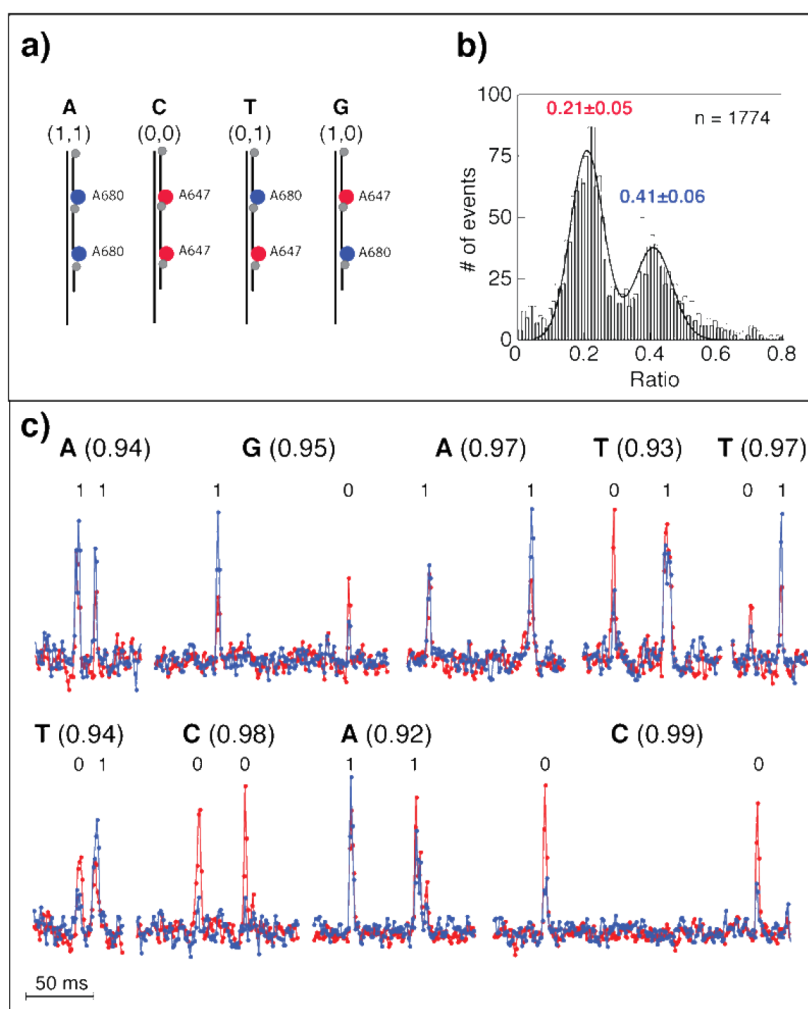 a)
A C T G
(1,1) (0,0) (0,1) (1,0)
A680 A647 A680 A647
A680 A647 A647 A680
b)
100
0.21±0.05
n = 1774
75
0.41±0.06
50
25
0
# of events
0 0.2 0.4 0.6 0.8
Ratio
c)
A (0.94) G (0.95) A (0.97) T (0.93) T (0.97)
1 1 1 0 1 1 0 1 0 1
T (0.94) C (0.98) A (0.92) C (0.99)
0 1 0 0 1 1 0 0
50 ms